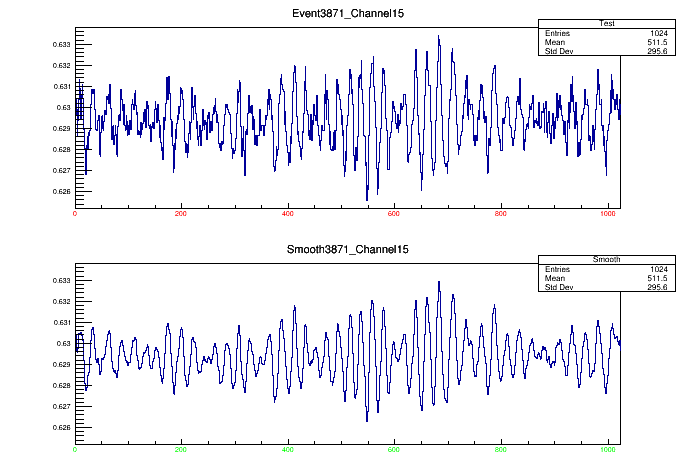 Event3871_Channel15
Test
Entries 1024
Mean 511.5
Std Dev 295.6
0.633
0.632
0.631
0.63
0.629
0.628
0.627
0.626
0 200 400 600 800 1000
Smooth3871_Channel15
Smooth
Entries 1024
Mean 511.5
Std Dev 295.6
0.633
0.632
0.631
0.63
0.629
0.628
0.627
0.626
0 200 400 600 800 1000